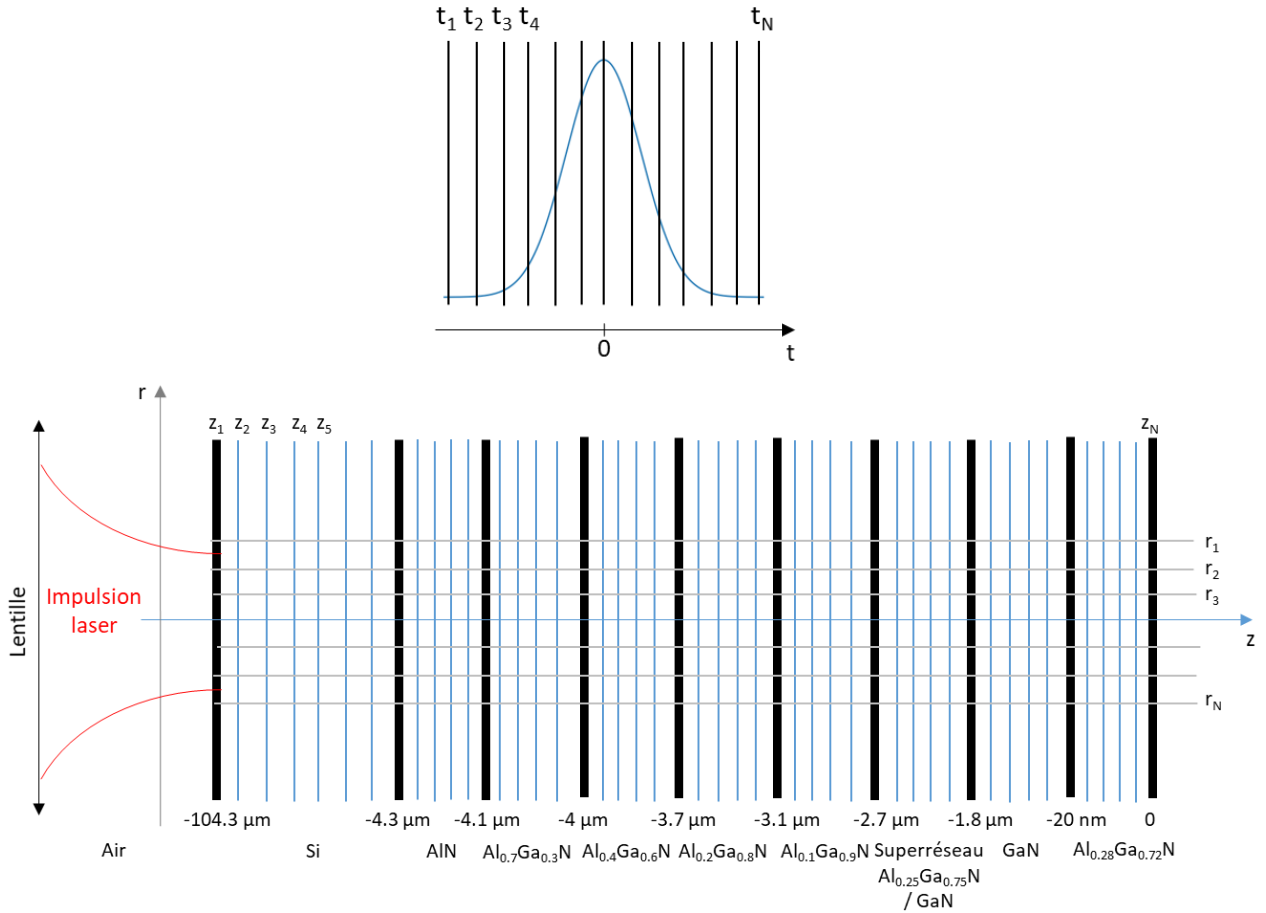 t₁ t₂ t₃ t₄ t_N
0
t
r
z₁ z₂ z₃ z₄ z₅ z_N
Lentille
Impulsion
laser
r₁
r₂
r₃
z
r_N
-104.3 µm -4.3 µm -4.1 µm -4 µm -3.7 µm -3.1 µm -2.7 µm -1.8 µm -20 nm 0
Air Si AlN Al₀.₇Ga₀.₃N Al₀.₄Ga₀.₆N Al₀.₂Ga₀.₈N Al₀.₁Ga₀.₉N Superréseau GaN Al₀.₂₈Ga₀.₇₂N
Al₀.₂₅Ga₀.₇₅N
/ GaN